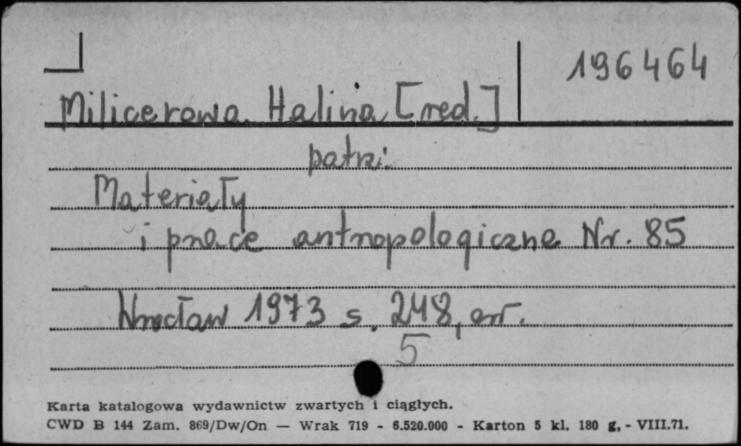 196464
Milicerowa Halina [red.]
patrz:
Materiały
i prace antropologiczne Nr. 85
Wrocław 1973 s. 248, err.
5
Karta katalogowa wydawnictw zwartych i ciągłych.
CWD B 144 Zam. 869/Dw/On — Wrak 719 - 6.520.000 - Karton 5 kl. 180 g, - VIII.71.